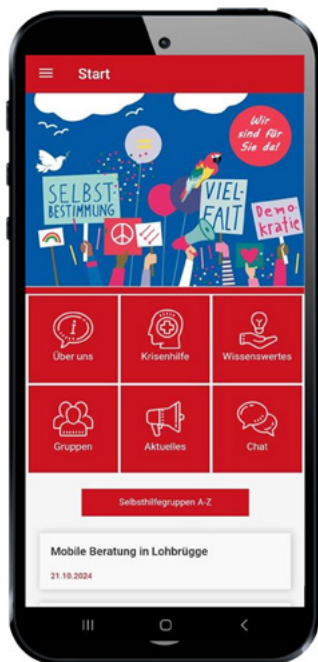 Start
Wir
sind für
Sie da!
SELBST-
BESTIMMUNG
VIEL-
FALT
Demo-
kratie
Über uns
Krisenhilfe
Wissenswertes
Gruppen
Aktuelles
Chat
Selbsthilfegruppen A-Z
Mobile Beratung in Lohbrügge
21.10.2024